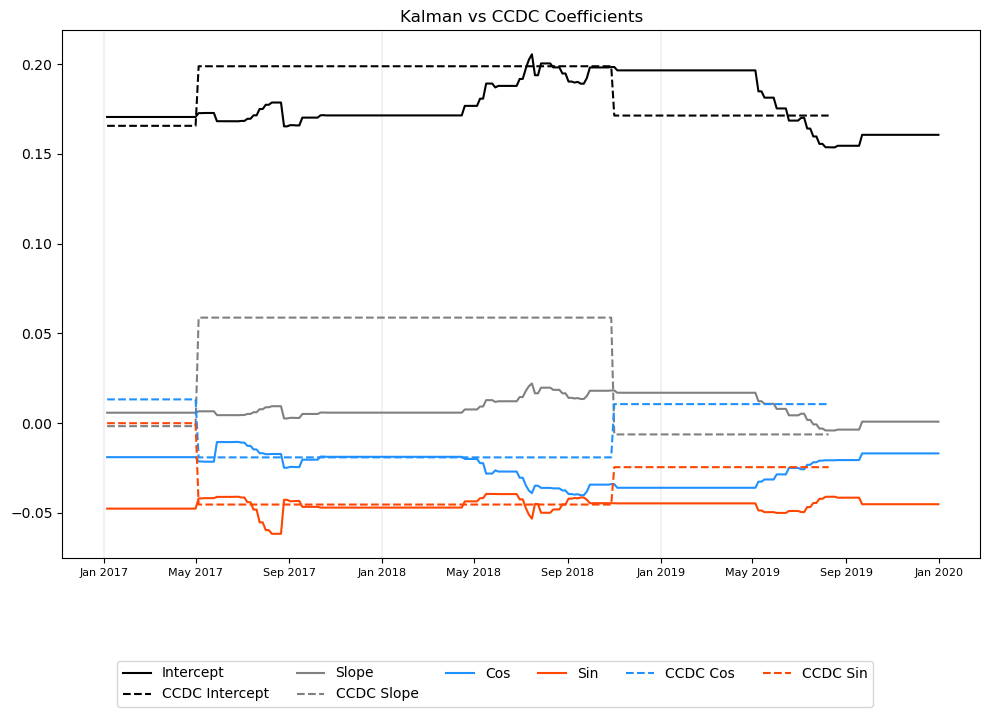 Kalman vs CCDC Coefficients
0.20
0.15
0.10
0.05
0.00
−0.05
Jan 2017 May 2017 Sep 2017 Jan 2018 May 2018 Sep 2018 Jan 2019 May 2019 Sep 2019 Jan 2020
Intercept Slope Cos Sin CCDC Cos CCDC Sin
CCDC Intercept CCDC Slope